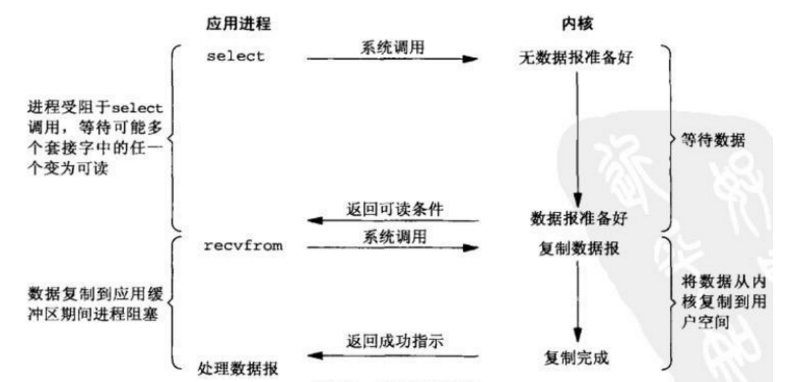 应用进程
内核
select
系统调用
无数据报准备好
进程受阻于select
调用，等待可能多
个套接字中的任一
个变为可读
等待数据
返回可读条件
数据报准备好
recvfrom
系统调用
复制数据报
数据复制到应用缓
冲区期间进程阻塞
将数据从内
核复制到用
户空间
返回成功指示
复制完成
处理数据报